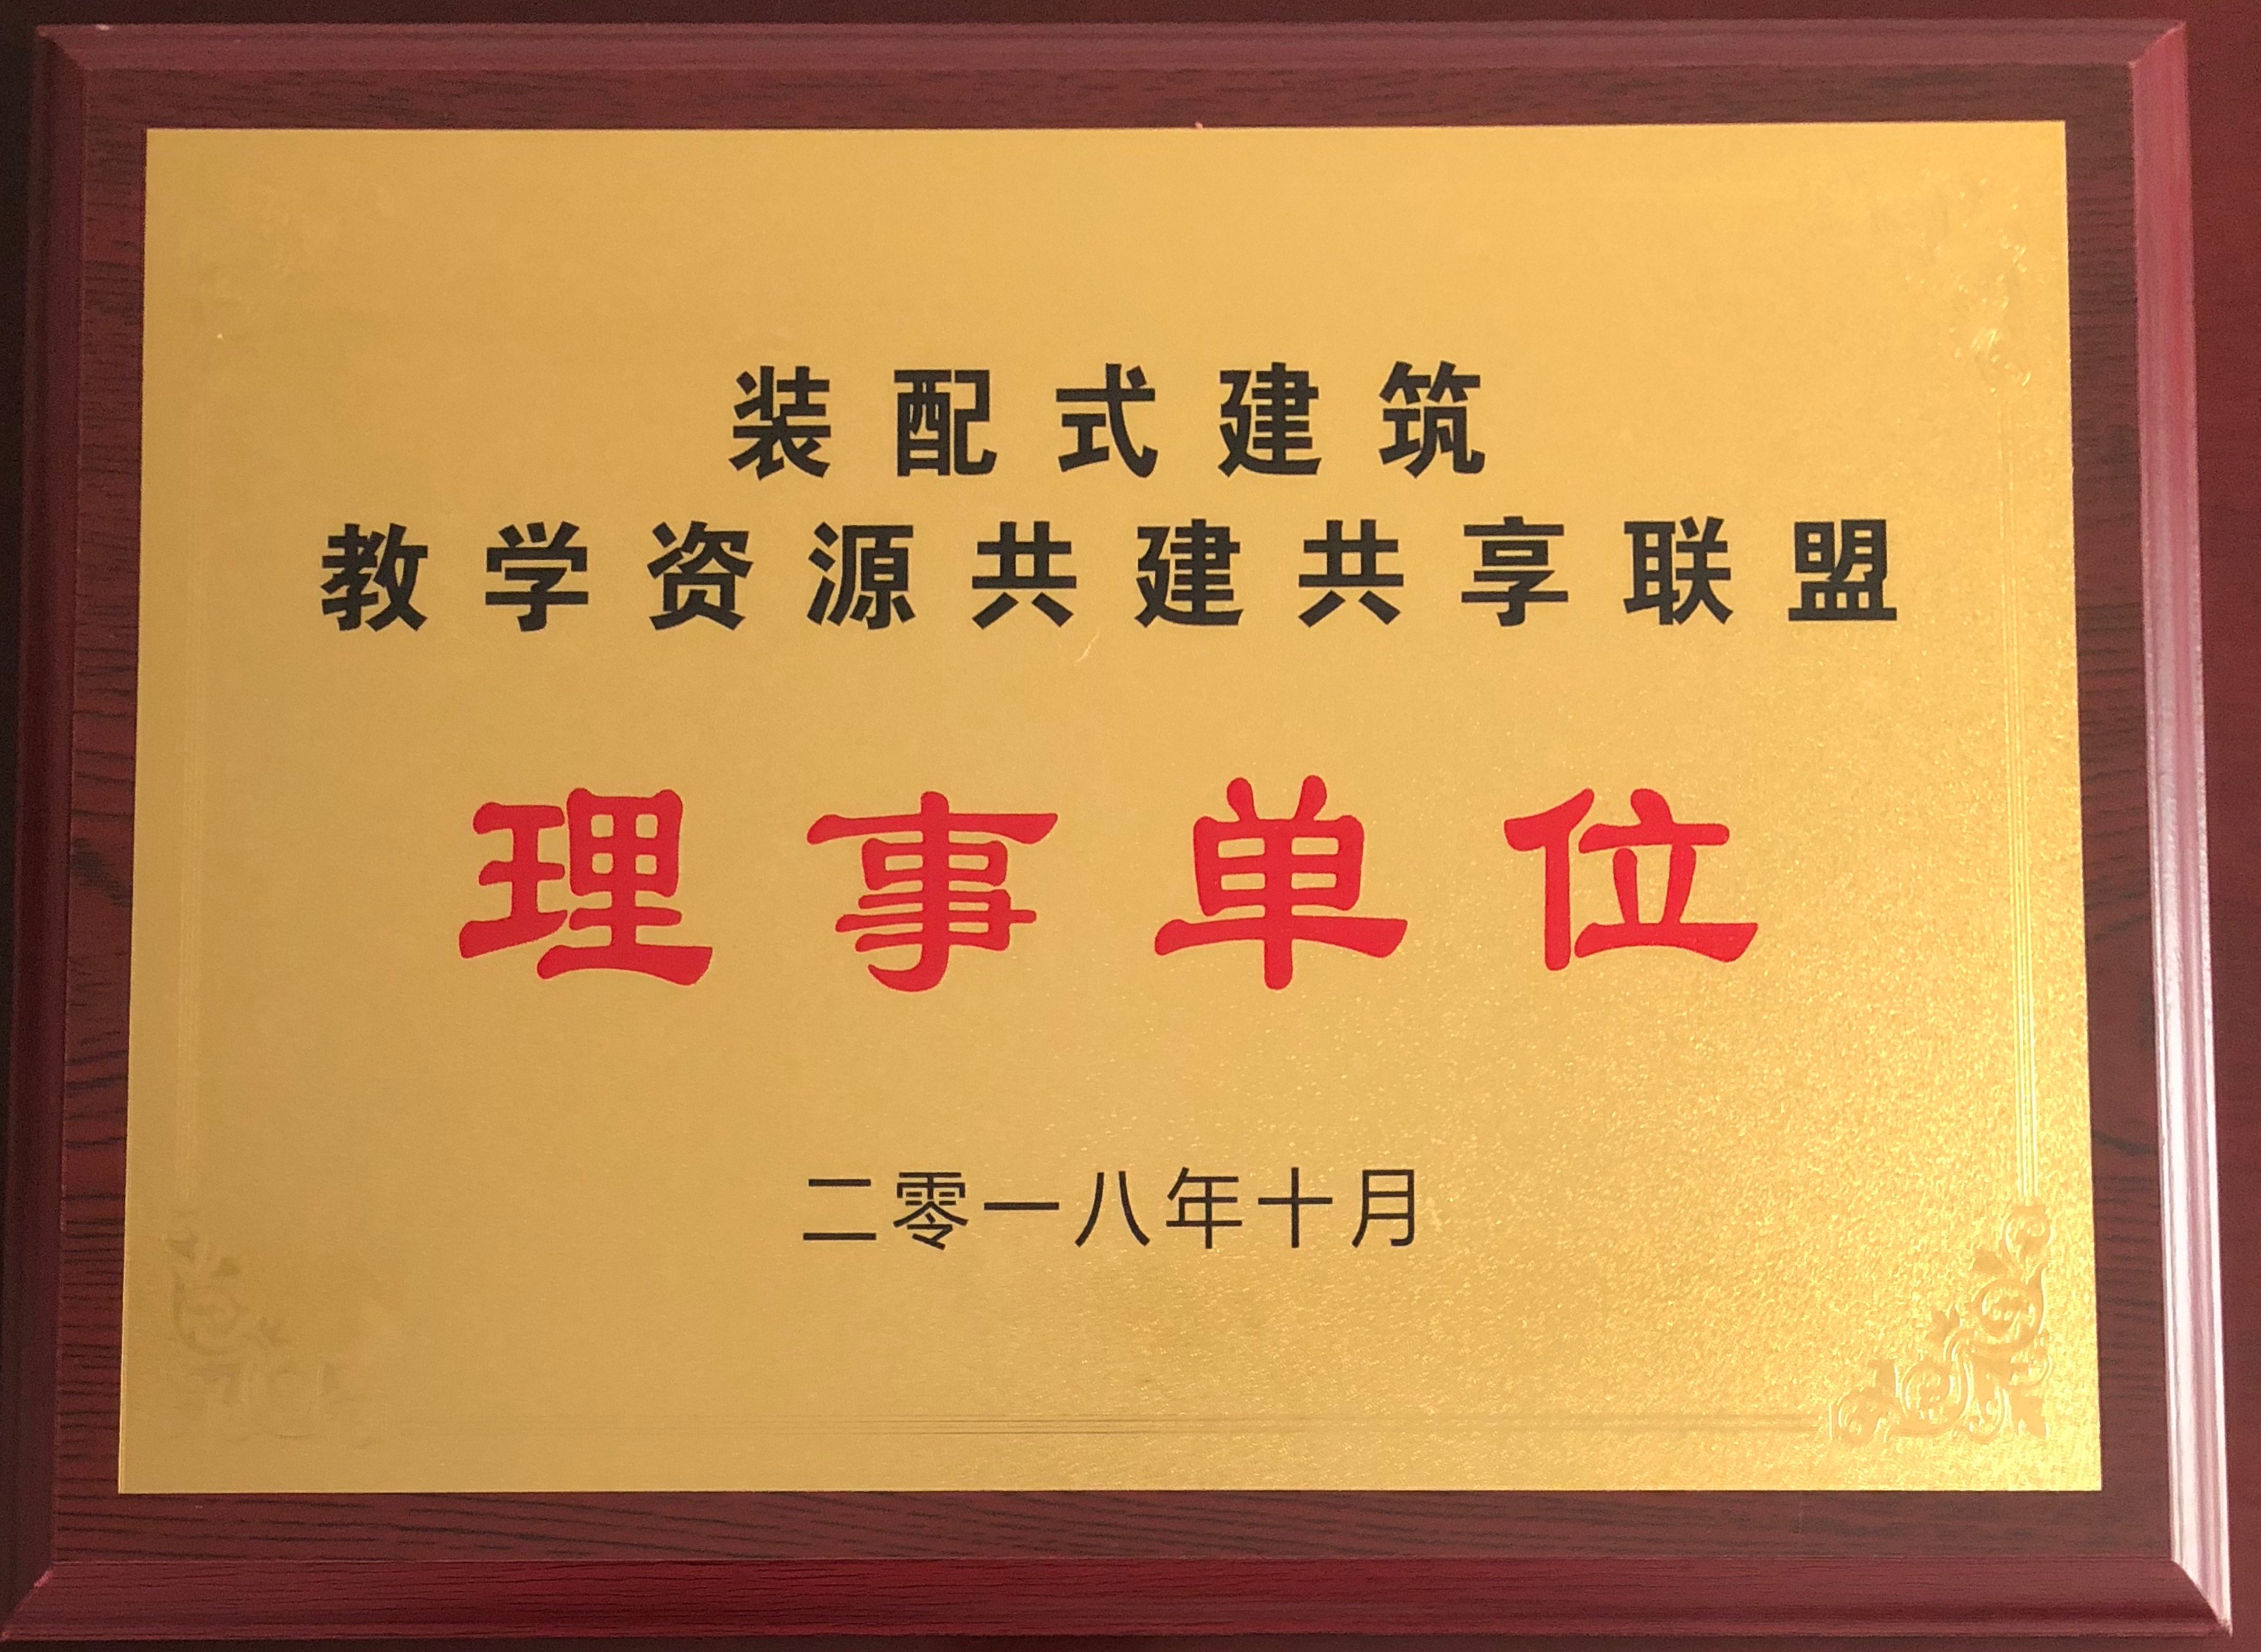 装配式建筑
教学资源共建共享联盟
理事单位
二零一八年十月